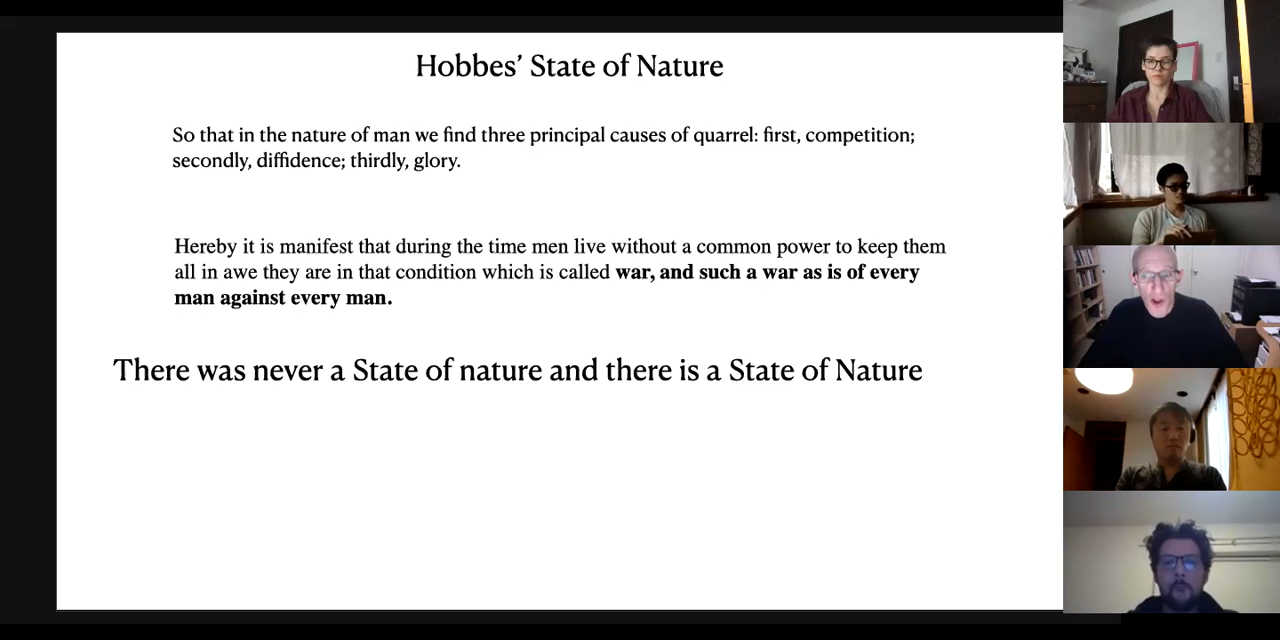 Hobbes’ State of Nature
So that in the nature of man we find three principal causes of quarrel: first, competition;
secondly, diffidence; thirdly, glory.
Hereby it is manifest that during the time men live without a common power to keep them
all in awe they are in that condition which is called war, and such a war as is of every
man against every man.
There was never a State of nature and there is a State of Nature